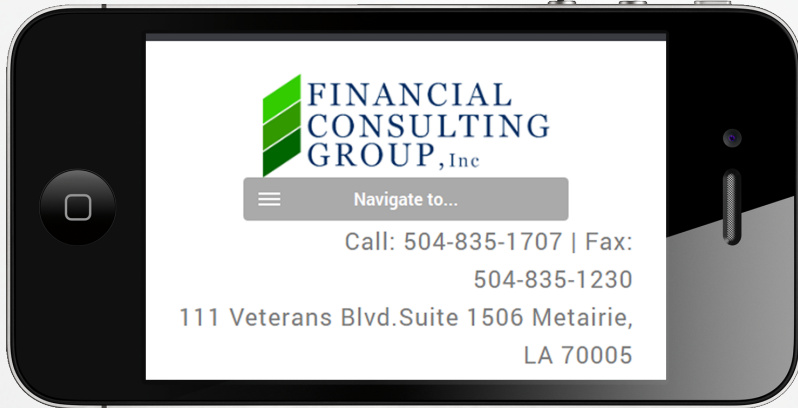 FINANCIAL
CONSULTING
GROUP, Inc
Navigate to...
Call: 504-835-1707 | Fax:
504-835-1230
111 Veterans Blvd.Suite 1506 Metairie,
LA 70005